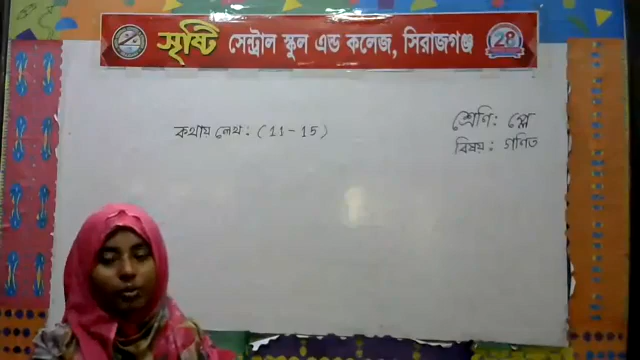 সৃষ্টি সেন্ট্রাল স্কুল এন্ড কলেজ, সিরাজগঞ্জ
28
শ্রেণি: প্লে
কথায় লেখ: (11-15)
বিষয়: গণিত